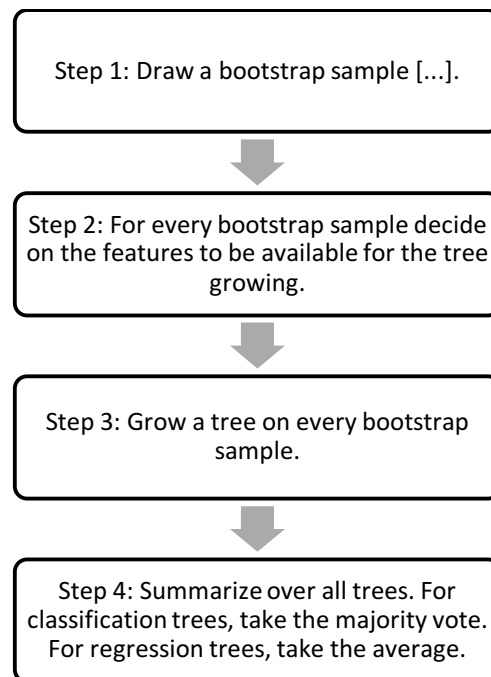 Step 1: Draw a bootstrap sample [...].
Step 2: For every bootstrap sample decide
on the features to be available for the tree
growing.
Step 3: Grow a tree on every bootstrap
sample.
Step 4: Summarize over all trees. For
classification trees, take the majority vote.
For regression trees, take the average.